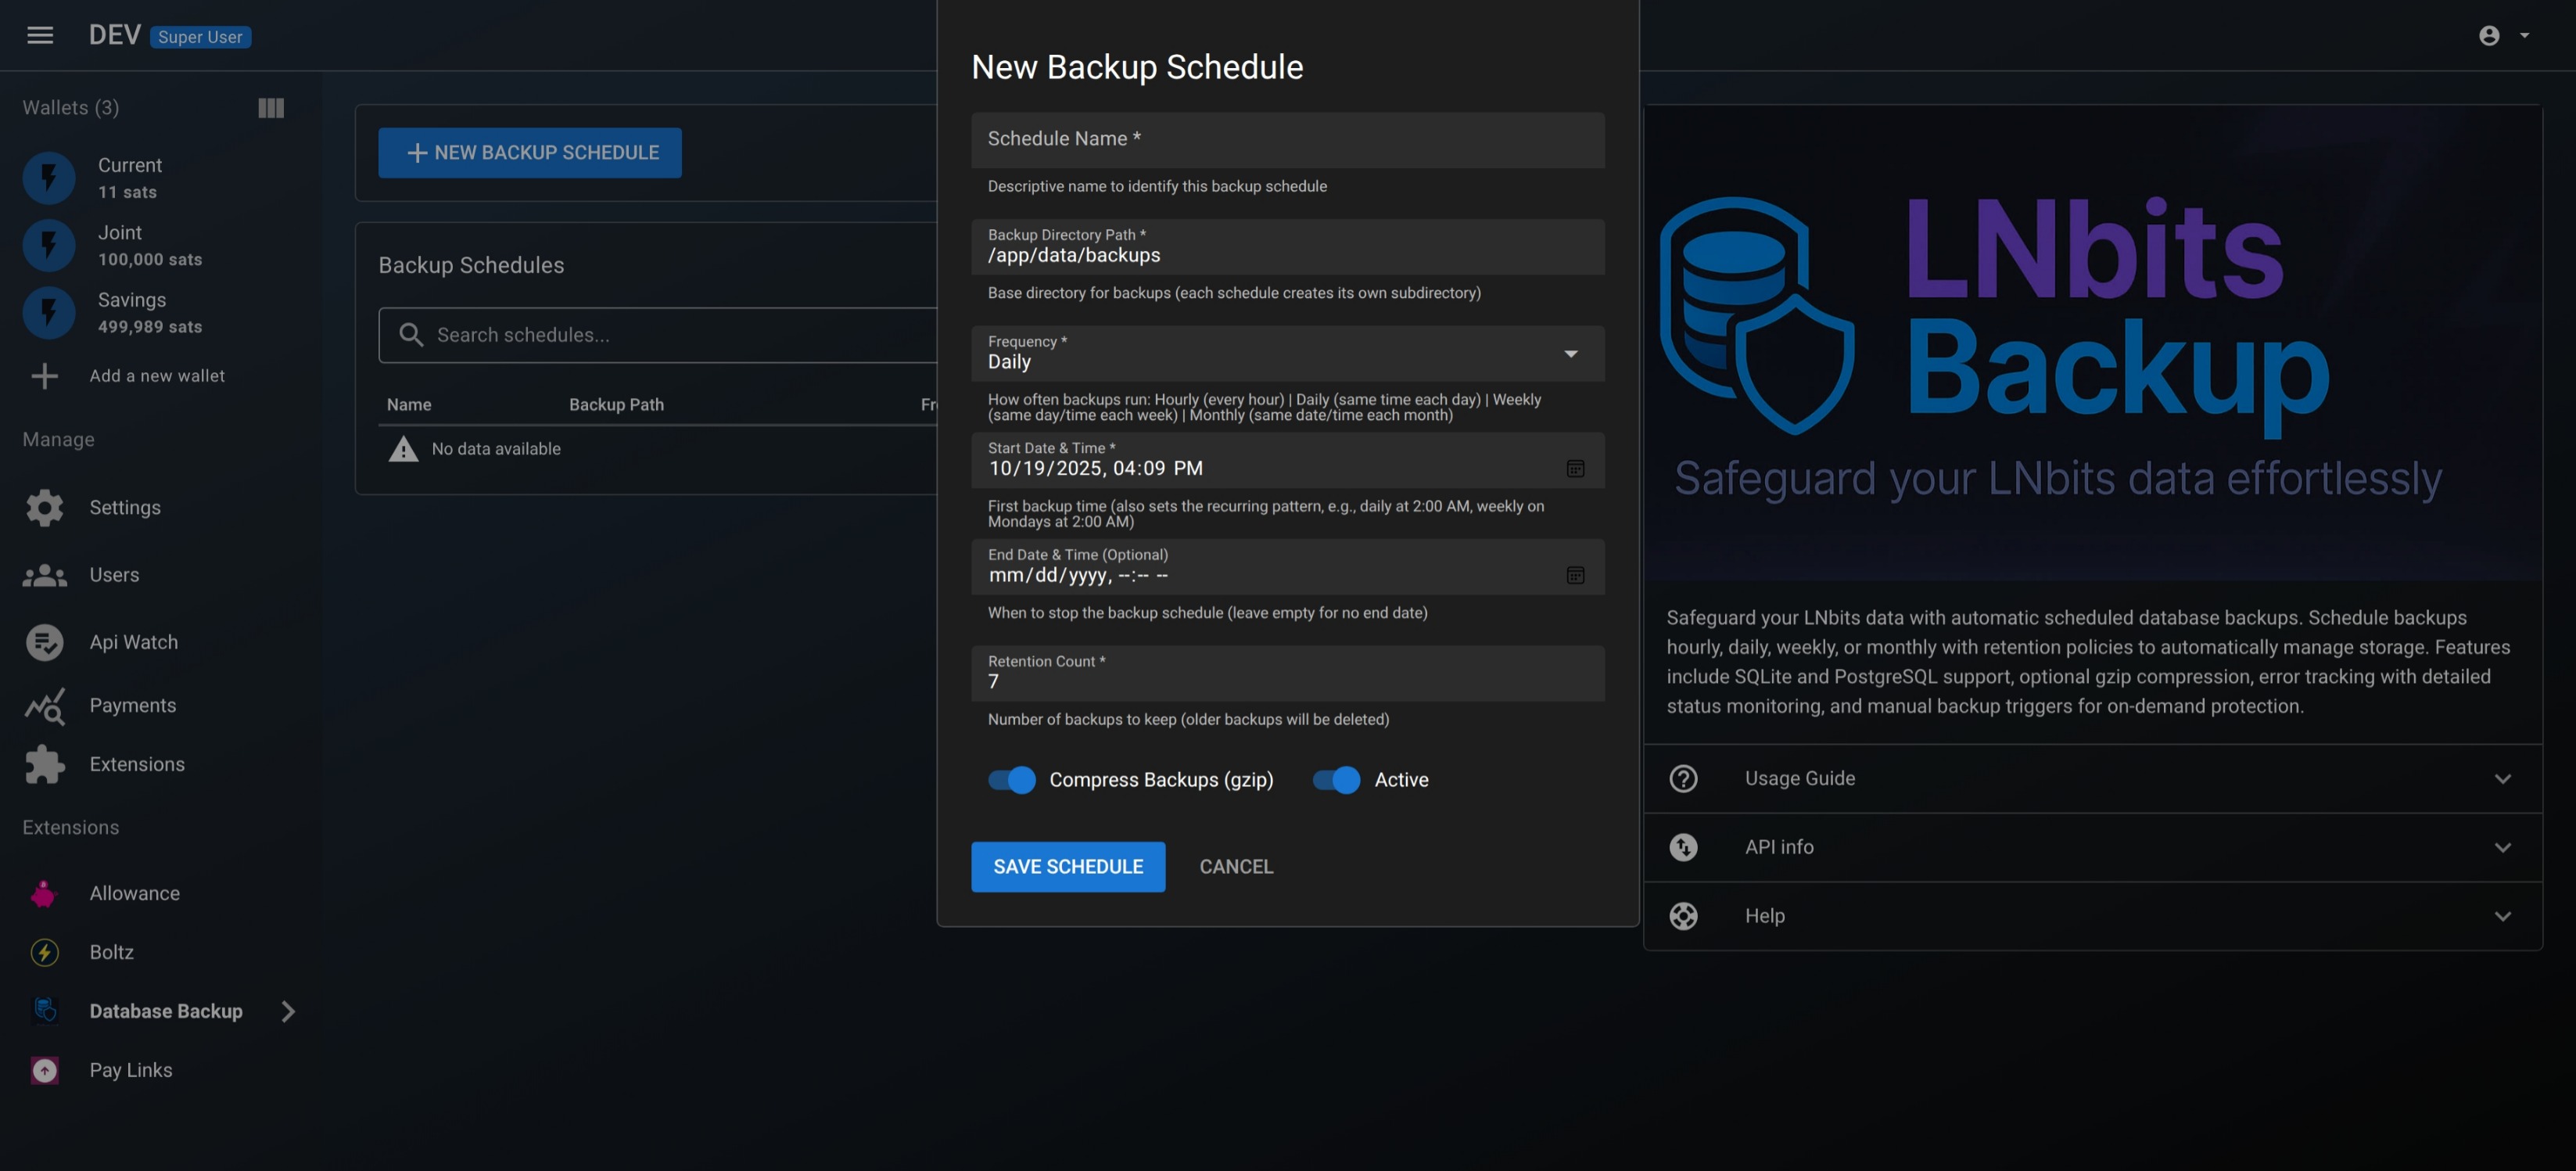 DEV Super User
Wallets (3)
Current
11 sats
Joint
100,000 sats
Savings
499,989 sats
Add a new wallet
Manage
Settings
Users
Api Watch
Payments
Extensions
Extensions
Allowance
Boltz
Database Backup
Pay Links
NEW BACKUP SCHEDULE
Backup Schedules
Search schedules...
Name Backup Path Fr
No data available
New Backup Schedule
Schedule Name *
Descriptive name to identify this backup schedule
Backup Directory Path *
/app/data/backups
Base directory for backups (each schedule creates its own subdirectory)
Frequency *
Daily
How often backups run: Hourly (every hour) | Daily (same time each day) | Weekly
(same day/time each week) | Monthly (same date/time each month)
Start Date & Time *
10/19/2025, 04:09 PM
First backup time (also sets the recurring pattern, e.g., daily at 2:00 AM, weekly on
Mondays at 2:00 AM)
End Date & Time (Optional)
mm/dd/yyyy, --:-- --
When to stop the backup schedule (leave empty for no end date)
Retention Count *
7
Number of backups to keep (older backups will be deleted)
Compress Backups (gzip) Active
SAVE SCHEDULE CANCEL
LNbits
Backup
Safeguard your LNbits data effortlessly
Safeguard your LNbits data with automatic scheduled database backups. Schedule backups
hourly, daily, weekly, or monthly with retention policies to automatically manage storage. Features
include SQLite and PostgreSQL support, optional gzip compression, error tracking with detailed
status monitoring, and manual backup triggers for on-demand protection.
Usage Guide
API info
Help